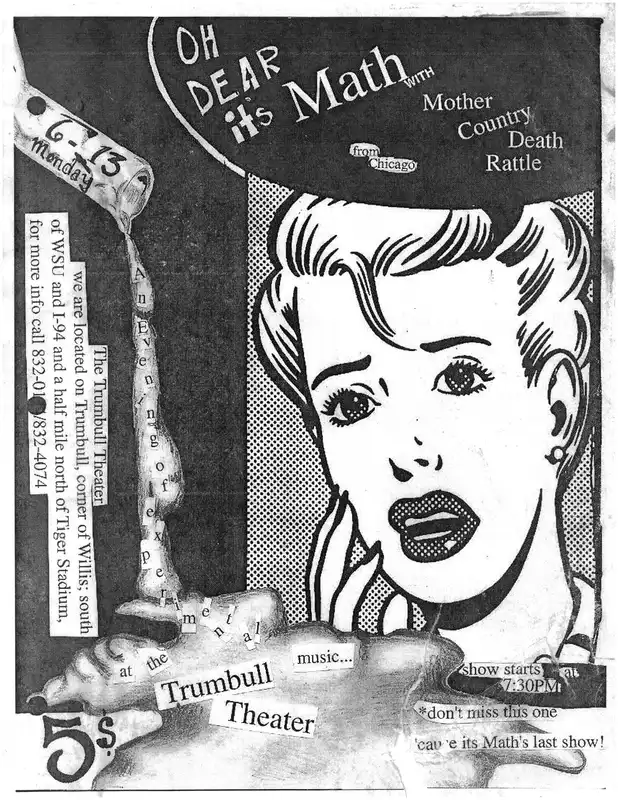 OH
DEAR
it's Math WITH
Mother
Country
Death
Rattle
from
Chicago
6-13
Monday
An Evening of experimental
music...
at the
Trumbull
Theater
The Trumbull Theater
we are located on Trumbull, corner of Willis; south
of WSU and I-94 and a half mile north of Tiger Stadium,
for more info call /832-4074
show starts at
7:30PM
*don't miss this one
its Math's last show!
5$